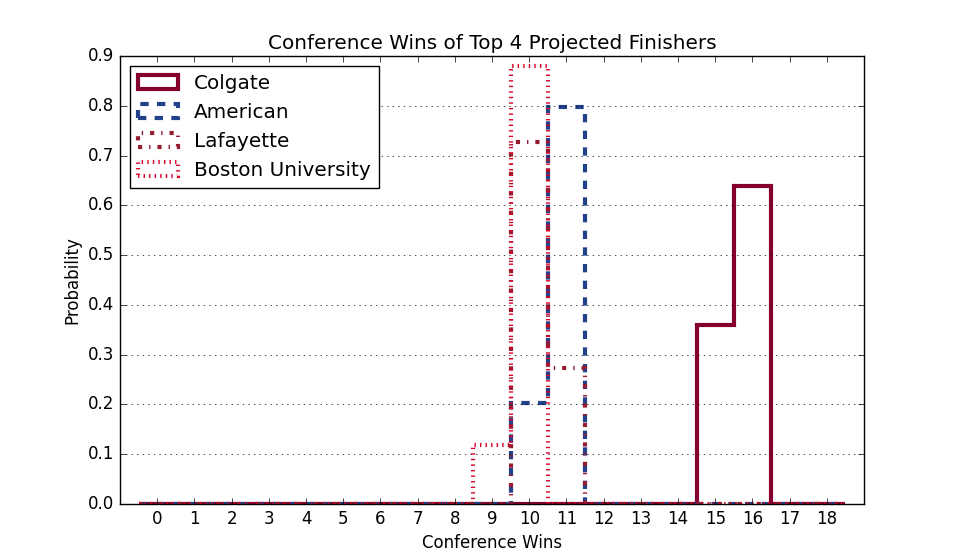 Conference Wins of Top 4 Projected Finishers
Colgate
American
Lafayette
Boston University
Probability
0.9
0.8
0.7
0.6
0.5
0.4
0.3
0.2
0.1
0.0
0 1 2 3 4 5 6 7 8 9 10 11 12 13 14 15 16 17 18
Conference Wins